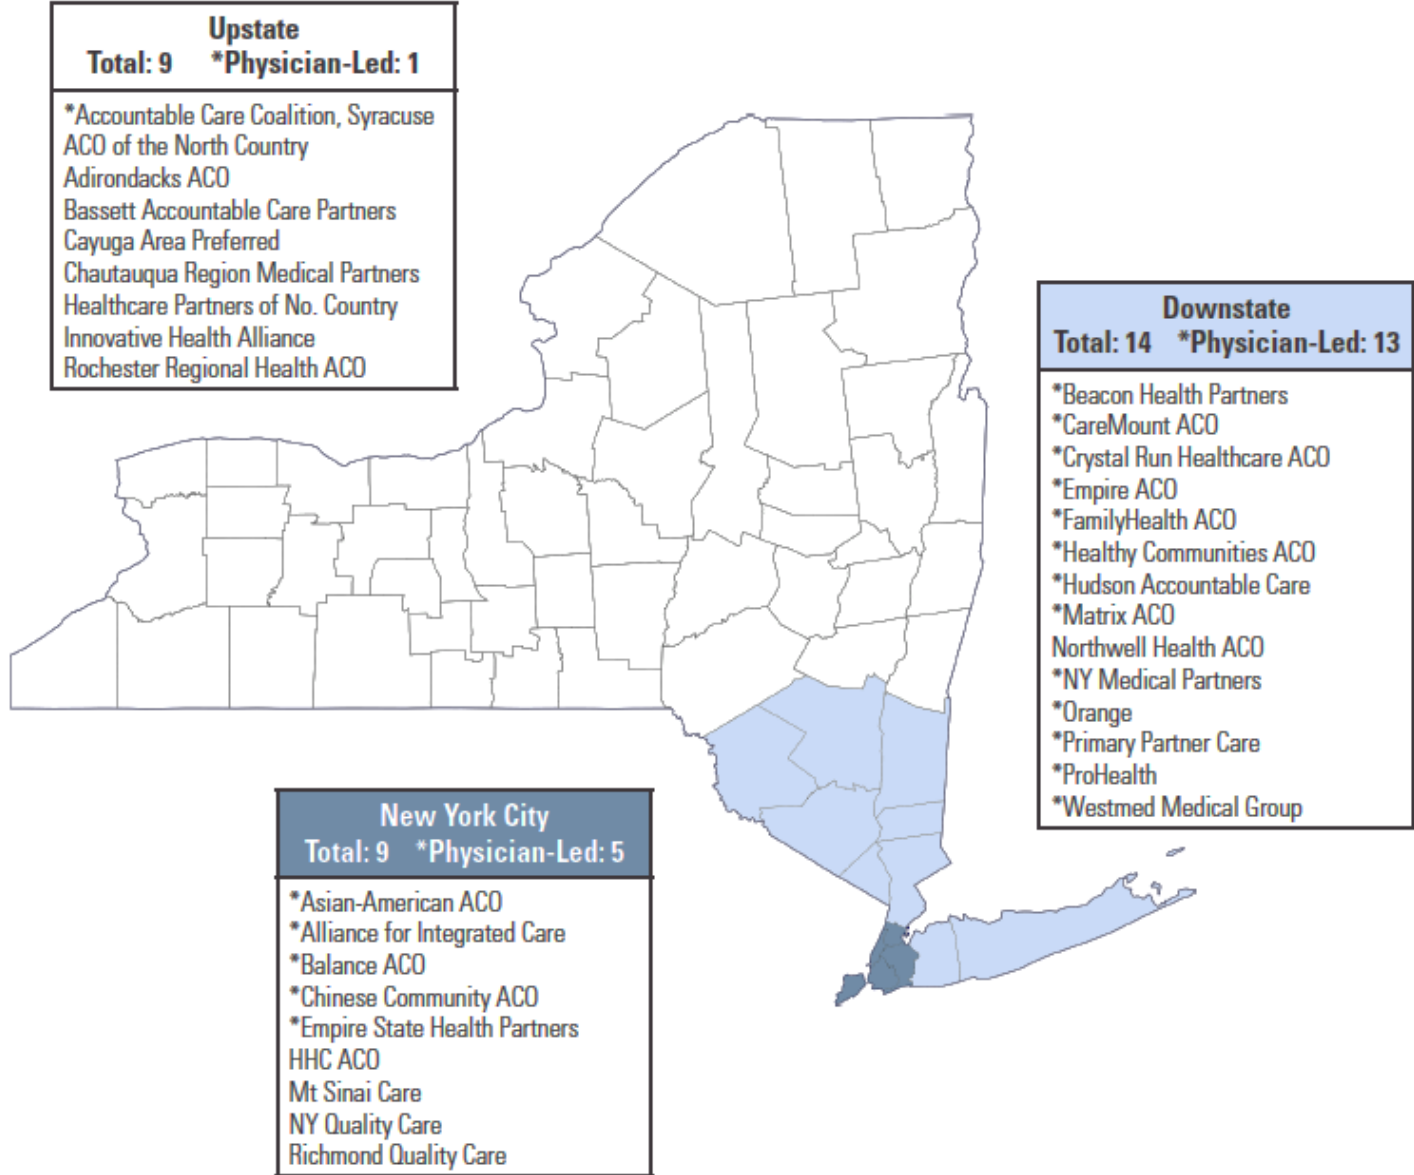 Upstate
Total: 9 *Physician-Led: 1
*Accountable Care Coalition, Syracuse
ACO of the North Country
Adirondacks ACO
Bassett Accountable Care Partners
Cayuga Area Preferred
Chautauqua Region Medical Partners
Healthcare Partners of No. Country
Innovative Health Alliance
Rochester Regional Health ACO
Downstate
Total: 14 *Physician-Led: 13
*Beacon Health Partners
*CareMount ACO
*Crystal Run Healthcare ACO
*Empire ACO
*FamilyHealth ACO
*Healthy Communities ACO
*Hudson Accountable Care
*Matrix ACO
Northwell Health ACO
*NY Medical Partners
*Orange
*Primary Partner Care
*ProHealth
*Westmed Medical Group
New York City
Total: 9 *Physician-Led: 5
*Asian-American ACO
*Alliance for Integrated Care
*Balance ACO
*Chinese Community ACO
*Empire State Health Partners
HHC ACO
Mt Sinai Care
NY Quality Care
Richmond Quality Care